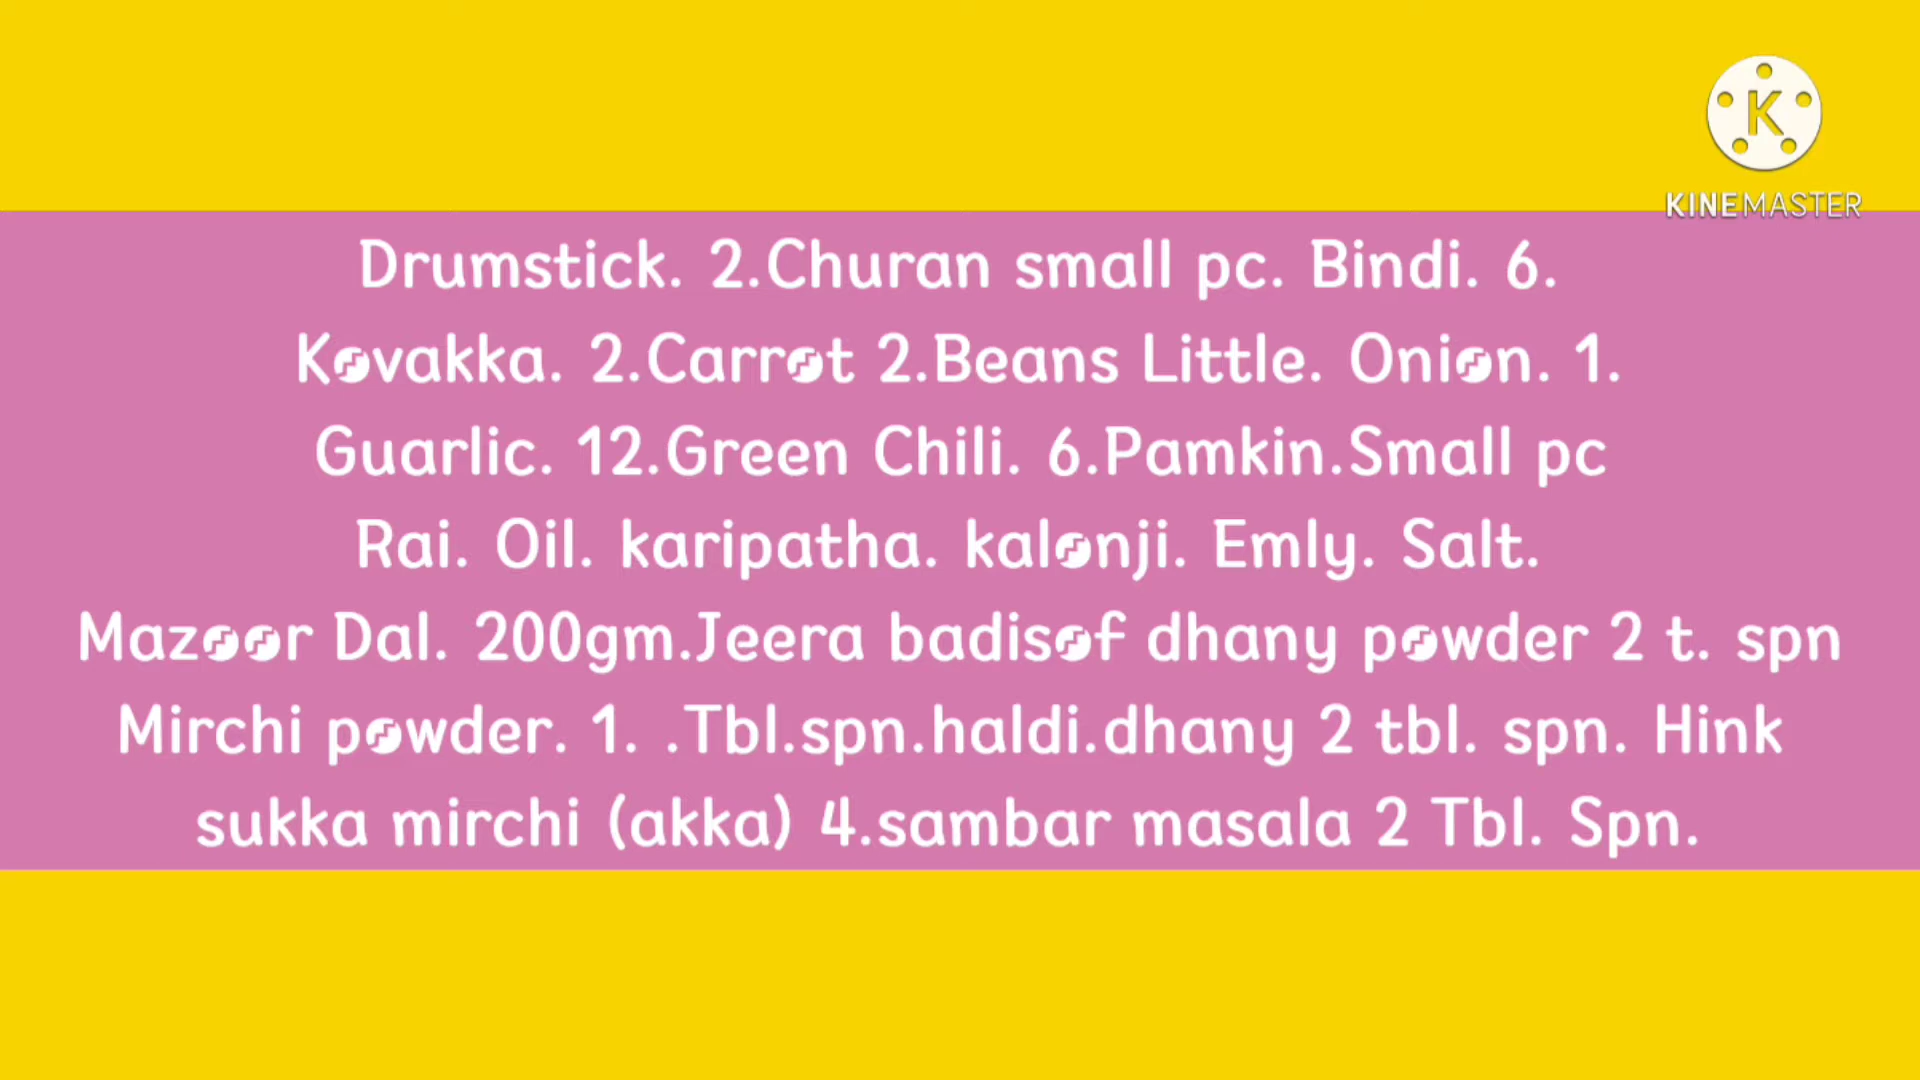 KINEMASTER
Drumstick. 2.Churan small pc. Bindi. 6.
Kovakka. 2.Carrot 2.Beans Little. Onion. 1.
Guarlic. 12.Green Chili. 6.Pamkin.Small pc
Rai. Oil. karipatha. kalonji. Emly. Salt.
Mazoor Dal. 200gm.Jeera badisof dhany powder 2 t. spn
Mirchi powder. 1. .Tbl.spn.haldi.dhany 2 tbl. spn. Hink
sukka mirchi (akka) 4.sambar masala 2 Tbl. Spn.